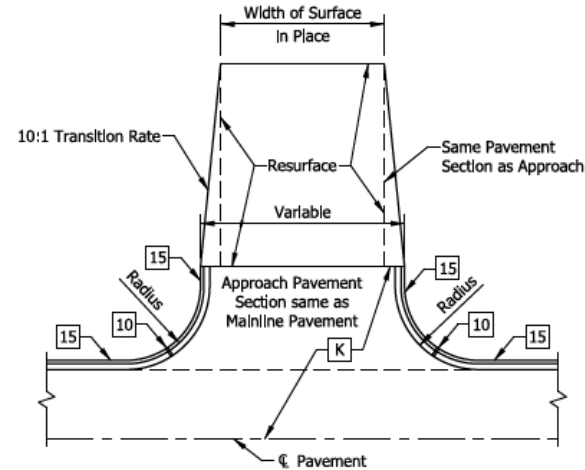 Width of Surface
In Place
10:1 Transition Rate
Resurface
Same Pavement
Section as Approach
Variable
15
15
Radius
Approach Pavement
Section same as
Mainline Pavement
Radius
15
10
K
10
15
℄ Pavement